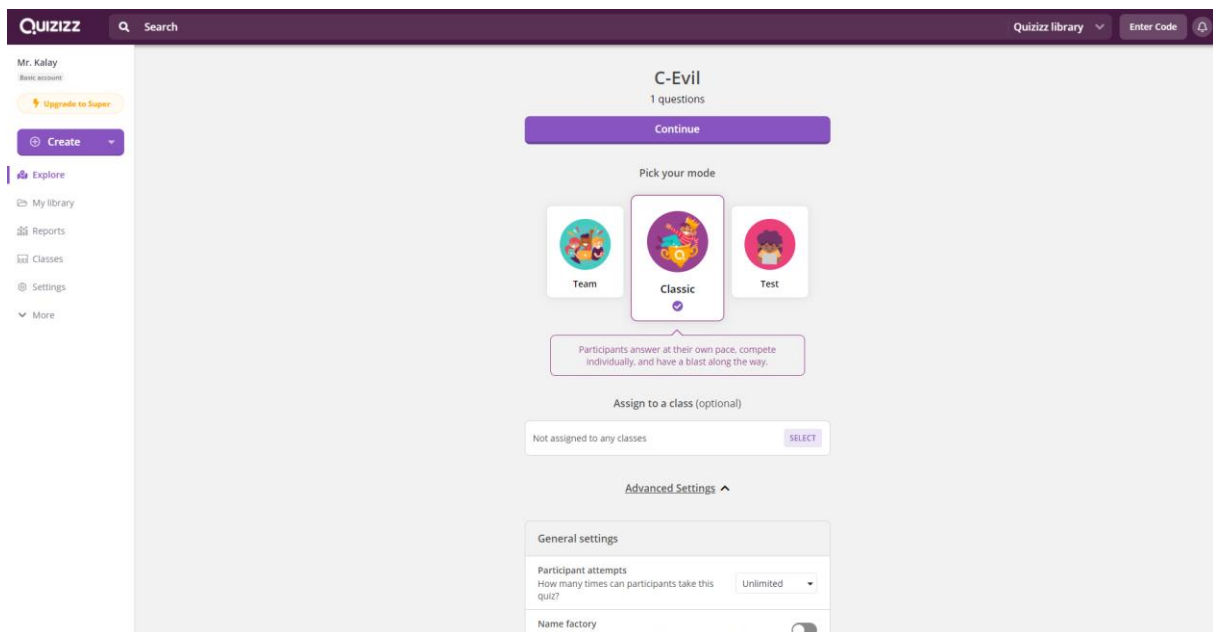 QUIZIZZ
Search
Quizizz library
Enter Code
Mr. Kalay
Basic account
Upgrade to Super
Create
Explore
My library
Reports
Classes
Settings
More
C-Evil
1 questions
Continue
Pick your mode
Team
Classic
Test
Participants answer at their own pace, compete
individually, and have a blast along the way.
Assign to a class (optional)
Not assigned to any classes
SELECT
Advanced Settings
General settings
Participant attempts
How many times can participants take this
quiz?
Unlimited
Name factory